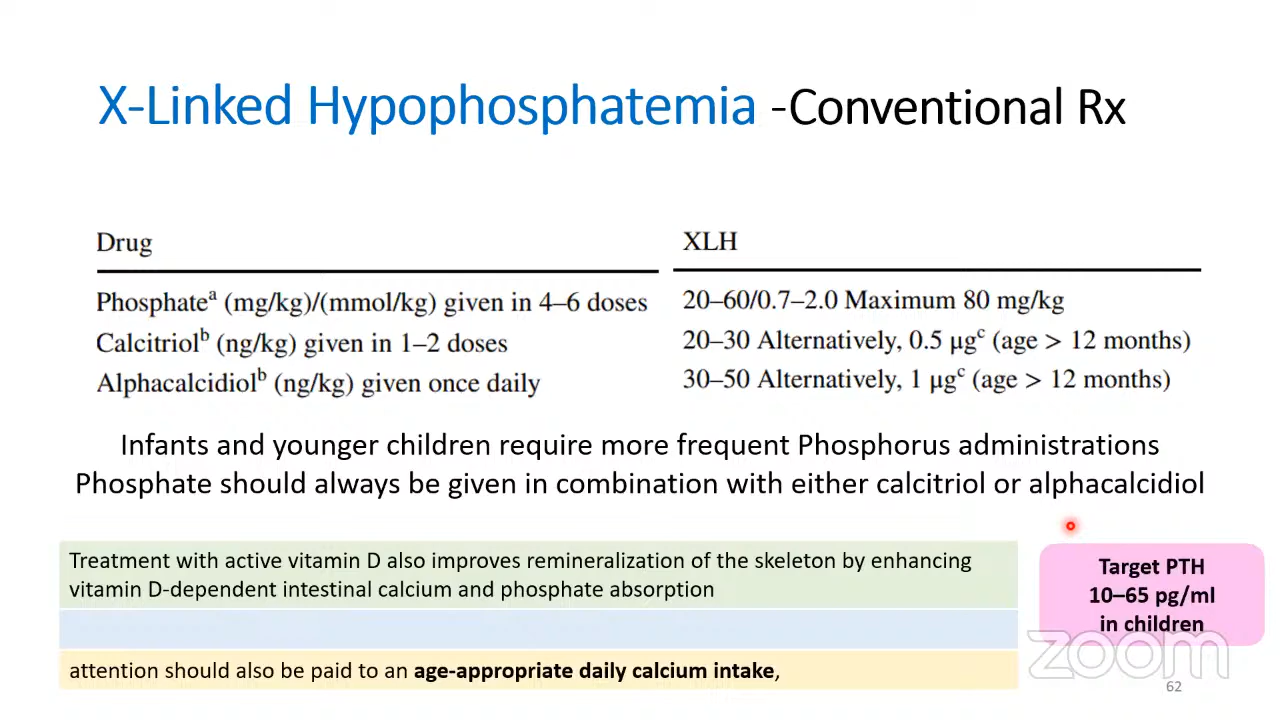 X-Linked Hypophosphatemia -Conventional Rx
Drug
XLH
Phosphateᵃ (mg/kg)/(mmol/kg) given in 4–6 doses
20–60/0.7–2.0 Maximum 80 mg/kg
Calcitriolᵇ (ng/kg) given in 1–2 doses
20–30 Alternatively, 0.5 μgᶜ (age > 12 months)
Alphacalcidiolᵇ (ng/kg) given once daily
30–50 Alternatively, 1 μgᶜ (age > 12 months)
Infants and younger children require more frequent Phosphorus administrations
Phosphate should always be given in combination with either calcitriol or alphacalcidiol
Treatment with active vitamin D also improves remineralization of the skeleton by enhancing
vitamin D-dependent intestinal calcium and phosphate absorption
attention should also be paid to an age-appropriate daily calcium intake,
Target PTH
10–65 pg/ml
in children
zoom
62